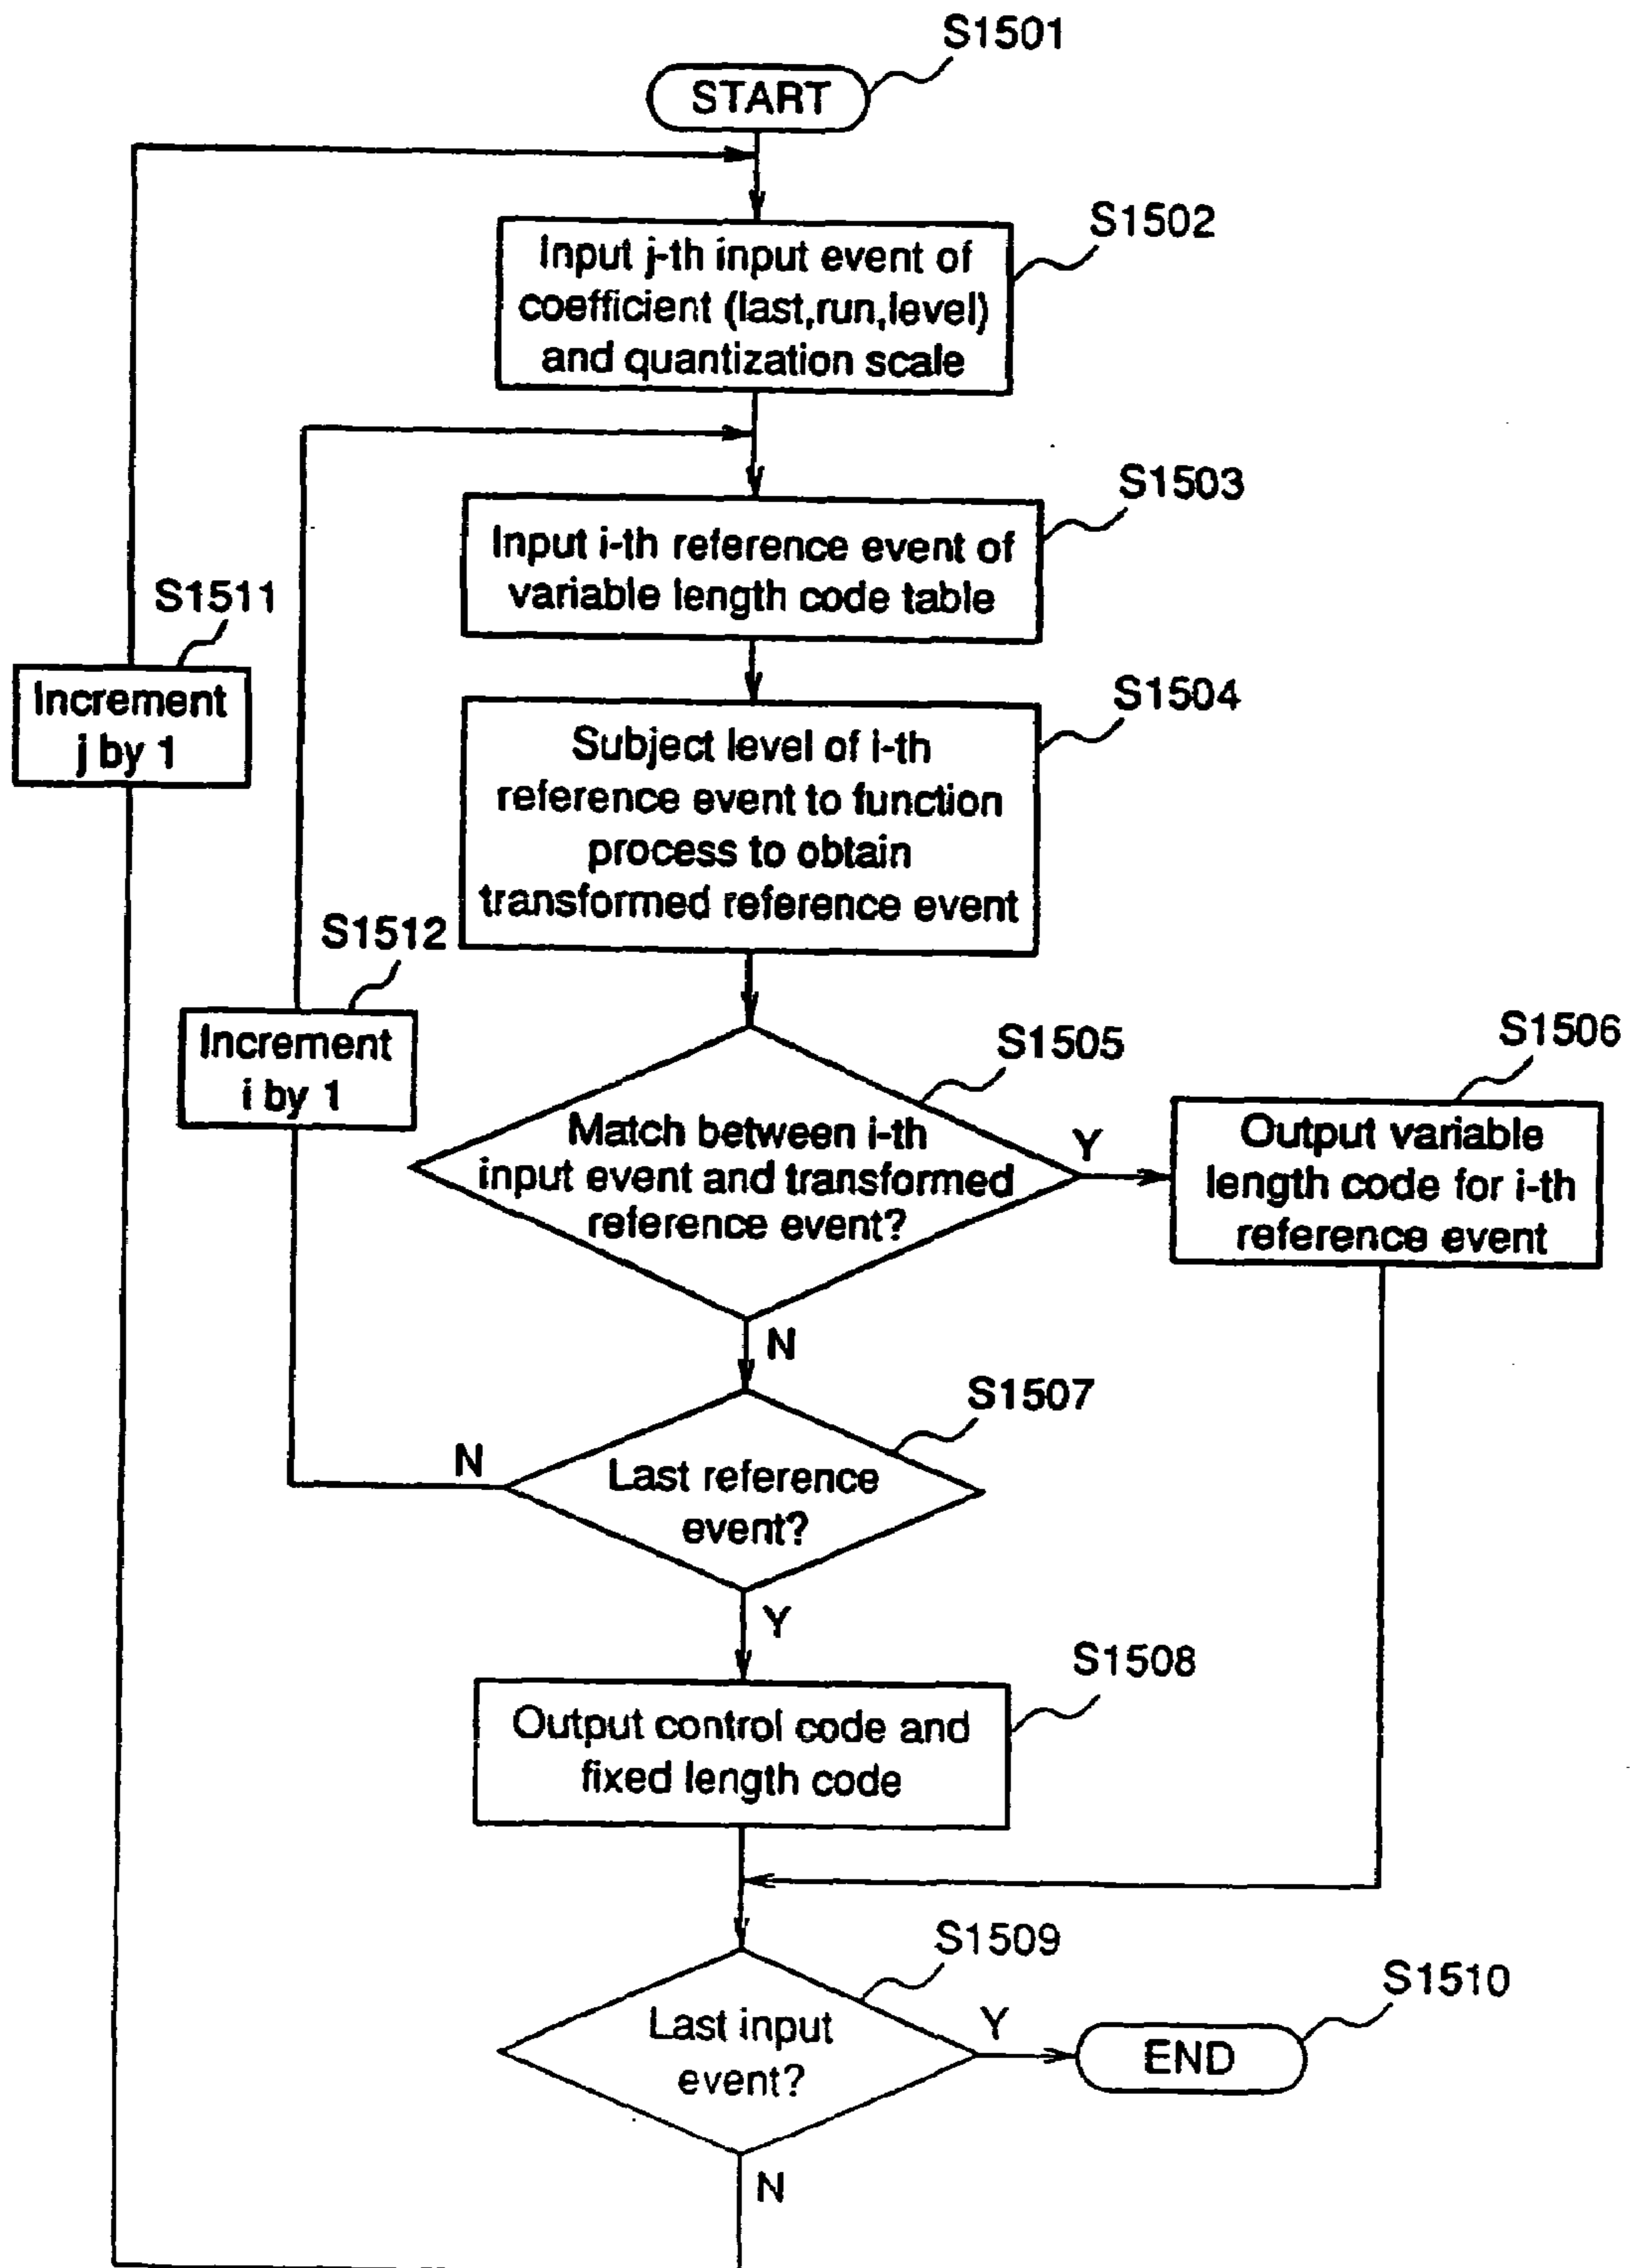 S1501
START
S1502
Input j-th input event of
coefficient (last,run,level)
and quantization scale
S1503
Input i-th reference event of
variable length code table
S1511
Increment
j by 1
S1504
Subject level of i-th
reference event to function
process to obtain
transformed reference event
S1512
Increment
i by 1
S1505
Match between i-th
input event and transformed
reference event?
Y
S1506
Output variable
length code for i-th
reference event
N
S1507
Last reference
event?
N
Y
S1508
Output control code and
fixed length code
S1509
Last input
event?
Y
S1510
END
N